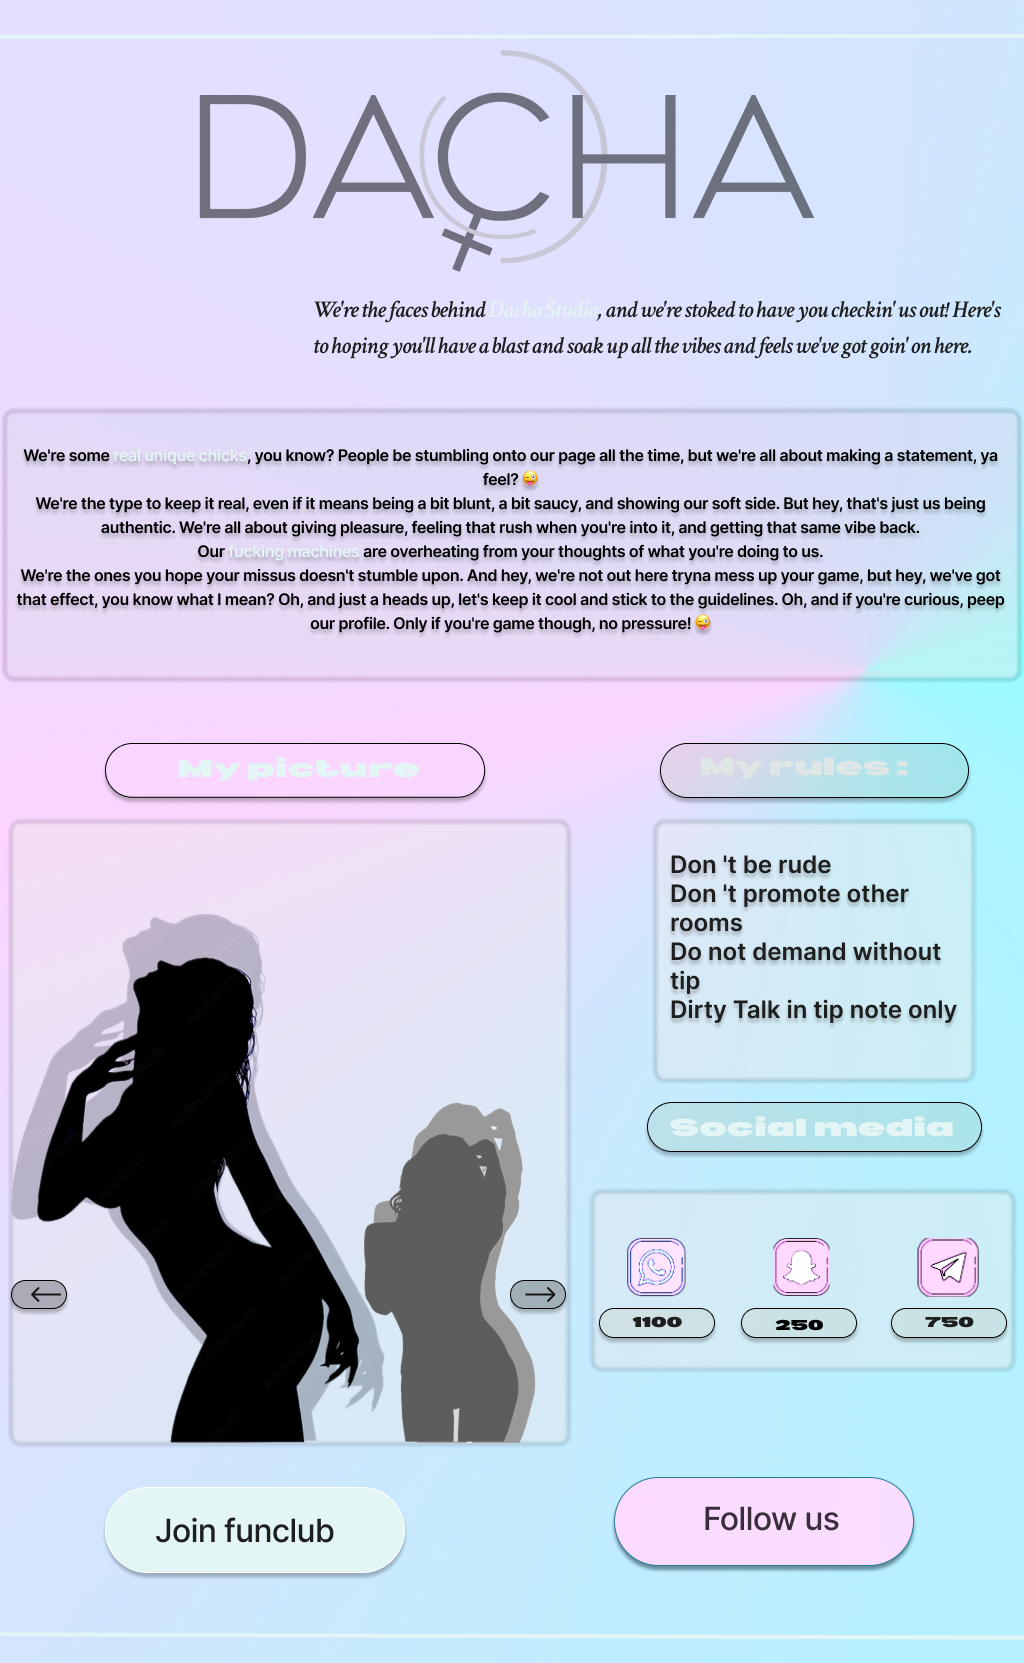 DACHA
We're the faces behind Dacha Studio, and we're stoked to have you checkin' us out! Here's
to hoping you'll have a blast and soak up all the vibes and feels we've got goin' on here.
We're some real unique chicks, you know? People be stumbling onto our page all the time, but we're all about making a statement, ya
feel? 😜
We're the type to keep it real, even if it means being a bit blunt, a bit saucy, and showing our soft side. But hey, that's just us being
authentic. We're all about giving pleasure, feeling that rush when you're into it, and getting that same vibe back.
Our fucking machines are overheating from your thoughts of what you're doing to us.
We're the ones you hope your missus doesn't stumble upon. And hey, we're not out here tryna mess up your game, but hey, we've got
that effect, you know what I mean? Oh, and just a heads up, let's keep it cool and stick to the guidelines. Oh, and if you're curious, peep
our profile. Only if you're game though, no pressure! 😜
My picture
My rules :
Don 't be rude
Don 't promote other
rooms
Do not demand without
tip
Dirty Talk in tip note only
Social media
1100
250
750
Join funclub
Follow us